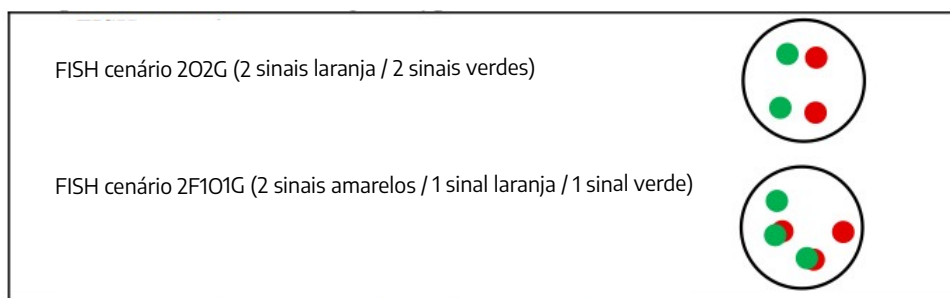 FISH cenário 2O2G (2 sinais laranja / 2 sinais verdes)
FISH cenário 2F1O1G (2 sinais amarelos / 1 sinal laranja / 1 sinal verde)